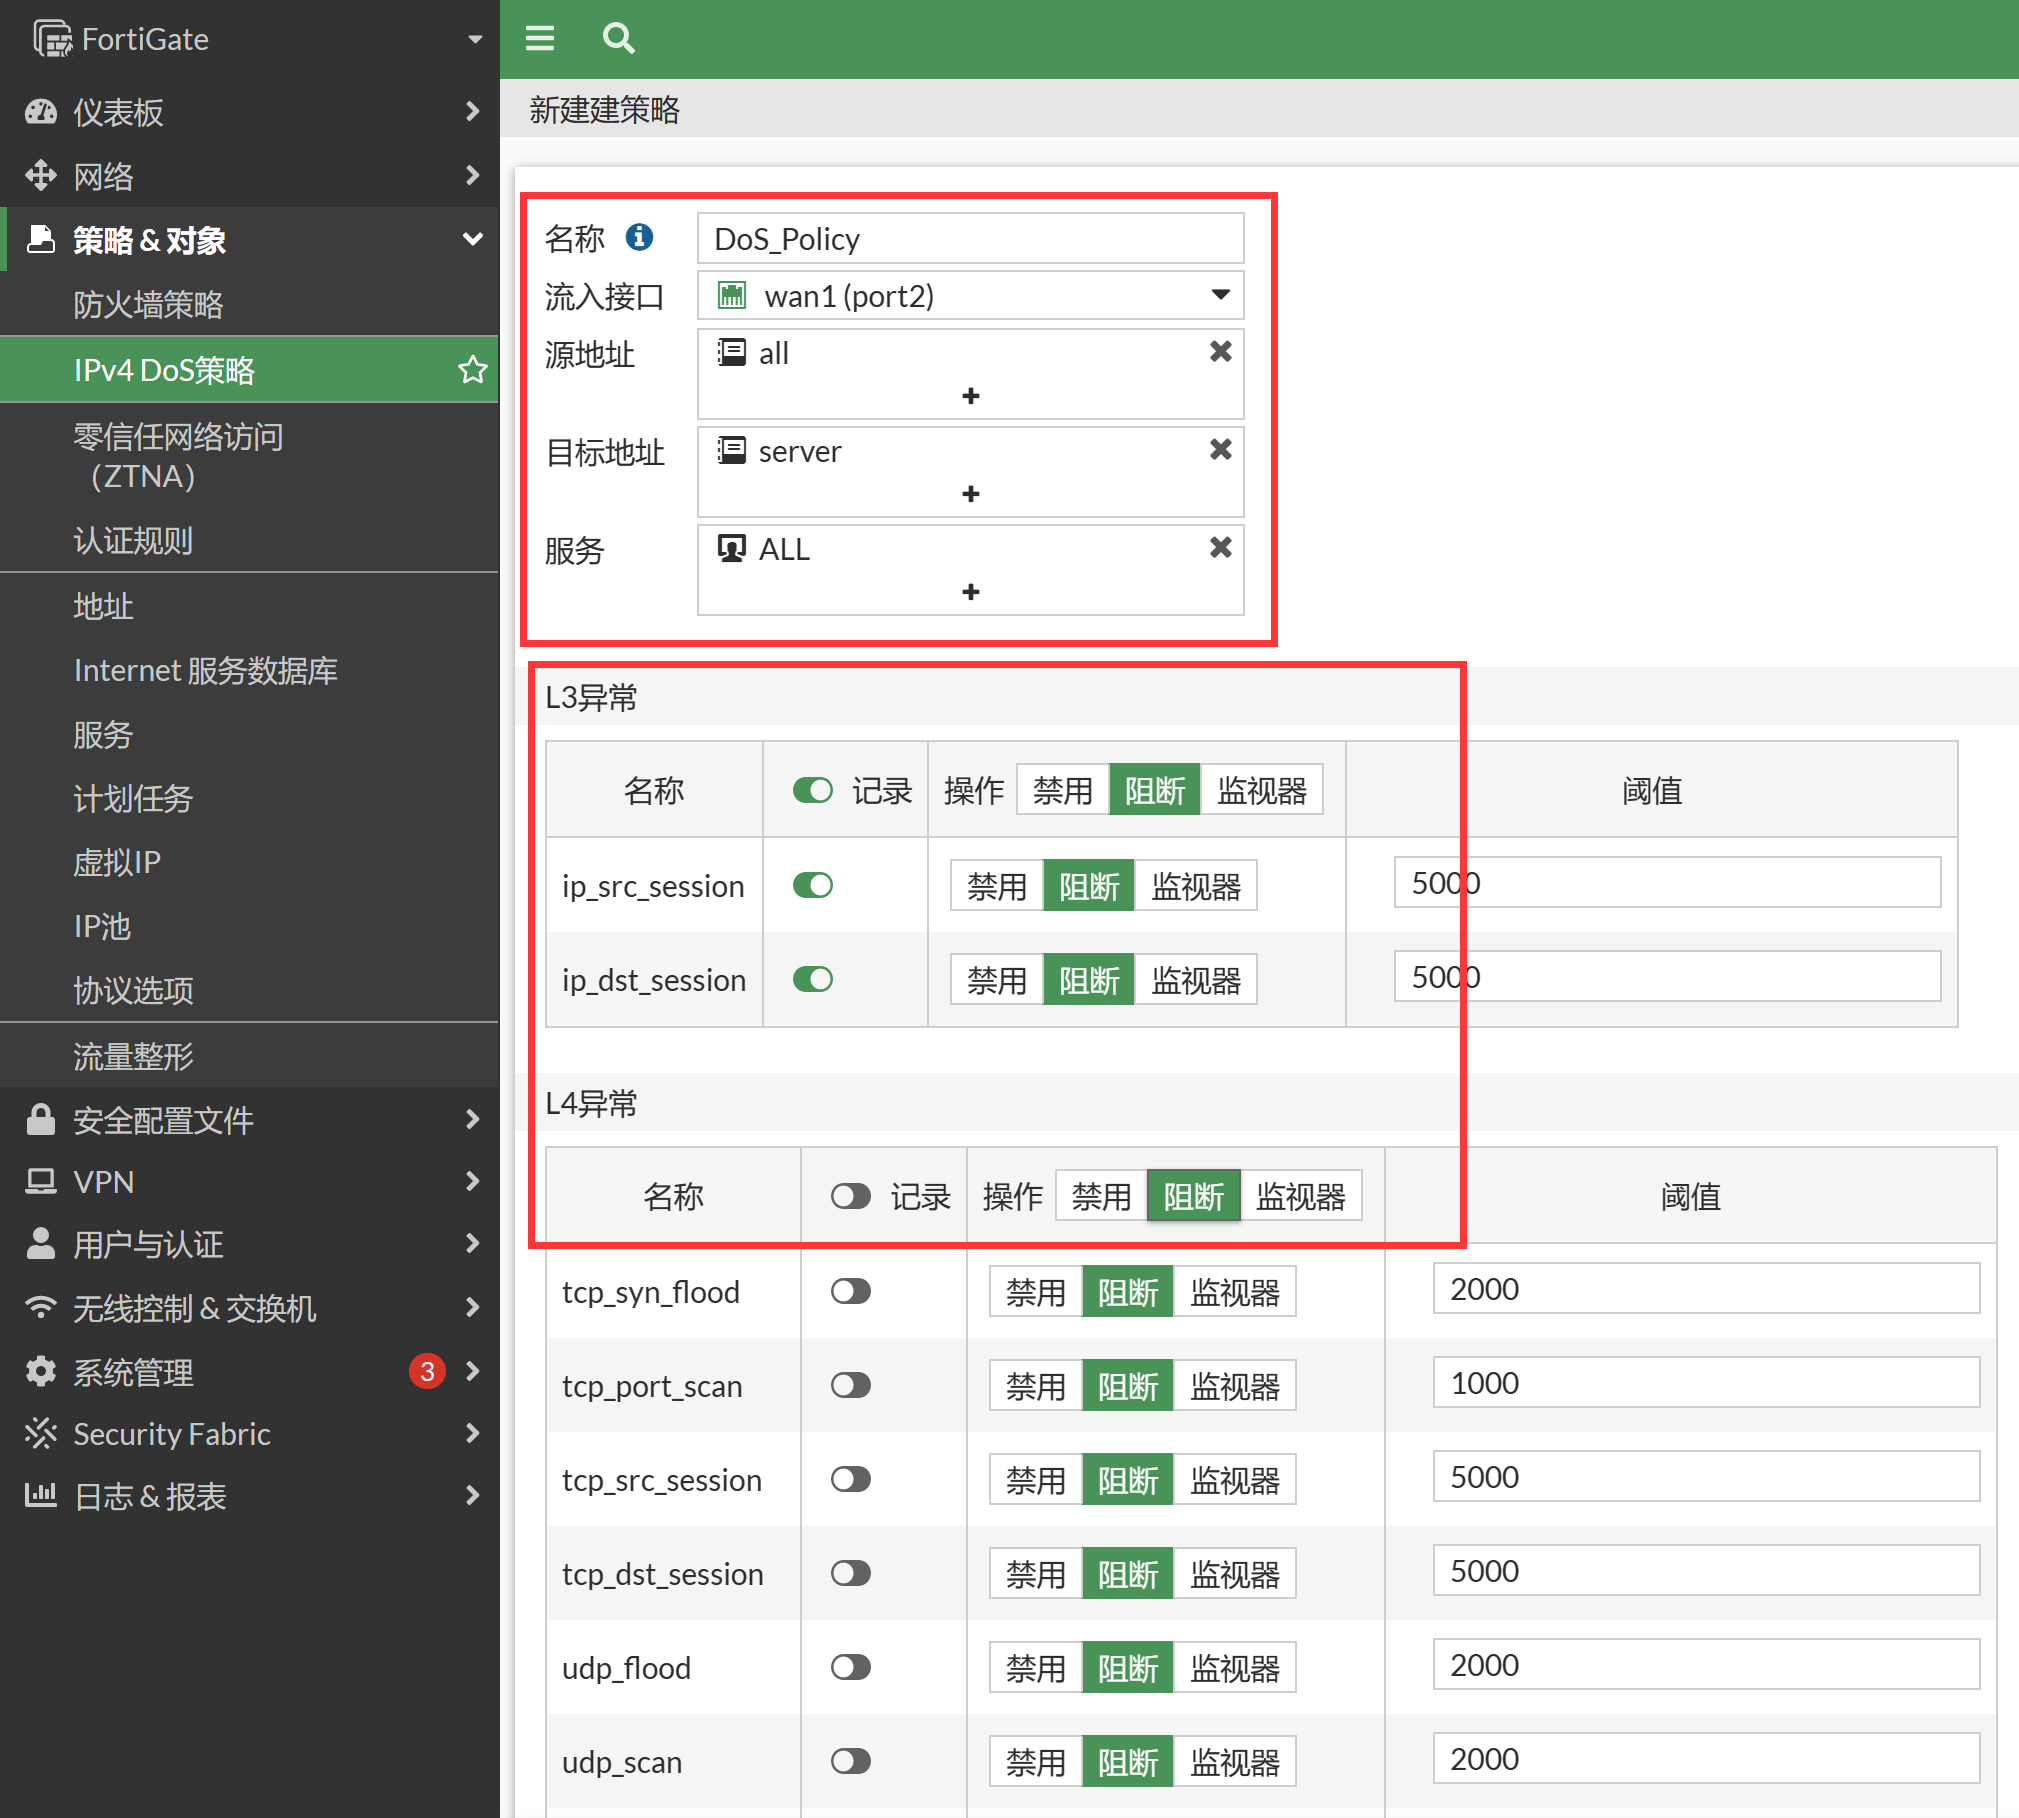 FortiGate
仪表板
网络
策略 & 对象
防火墙策略
IPv4 DoS策略
零信任网络访问
（ZTNA）
认证规则
地址
Internet 服务数据库
服务
计划任务
虚拟IP
IP池
协议选项
流量整形
安全配置文件
VPN
用户与认证
无线控制 & 交换机
系统管理 3
Security Fabric
日志 & 报表
新建建策略
名称 DoS_Policy
流入接口 wan1 (port2)
源地址 all
目标地址 server
服务 ALL
L3异常
名称 记录 操作 禁用 阻断 监视器 阈值
ip_src_session 禁用 阻断 监视器 5000
ip_dst_session 禁用 阻断 监视器 5000
L4异常
名称 记录 操作 禁用 阻断 监视器 阈值
tcp_syn_flood 禁用 阻断 监视器 2000
tcp_port_scan 禁用 阻断 监视器 1000
tcp_src_session 禁用 阻断 监视器 5000
tcp_dst_session 禁用 阻断 监视器 5000
udp_flood 禁用 阻断 监视器 2000
udp_scan 禁用 阻断 监视器 2000